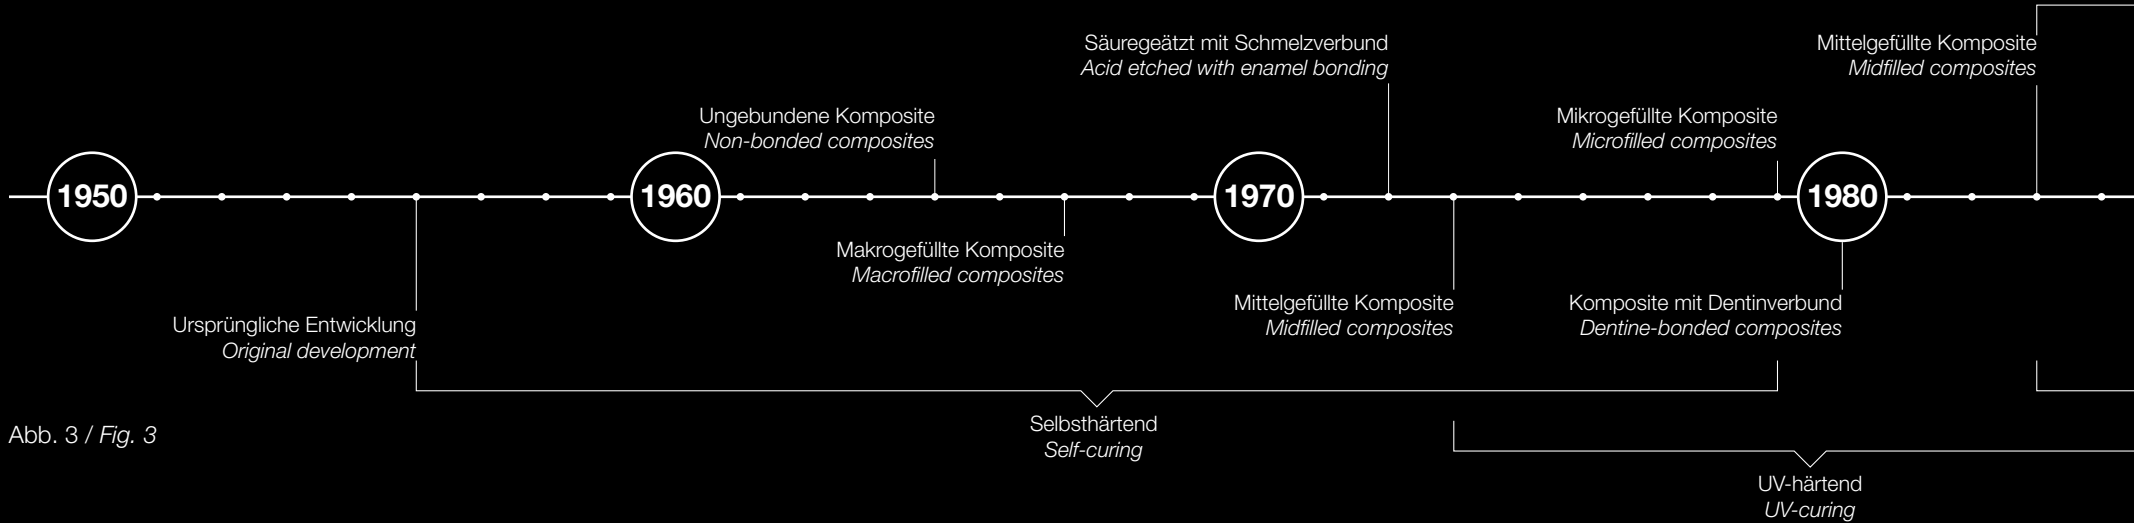 Säuregeätzt mit Schmelzverbund
Acid etched with enamel bonding
Mittelgefüllte Komposite
Midfilled composites
Ungebundene Komposite
Non-bonded composites
Mikrogefüllte Komposite
Microfilled composites
1950
1960
1970
1980
Makrogefüllte Komposite
Macrofilled composites
Mittelgefüllte Komposite
Midfilled composites
Komposite mit Dentinverbund
Dentine-bonded composites
Ursprüngliche Entwicklung
Original development
Selbsthärtend
Self-curing
Abb. 3 / Fig. 3
UV-härtend
UV-curing